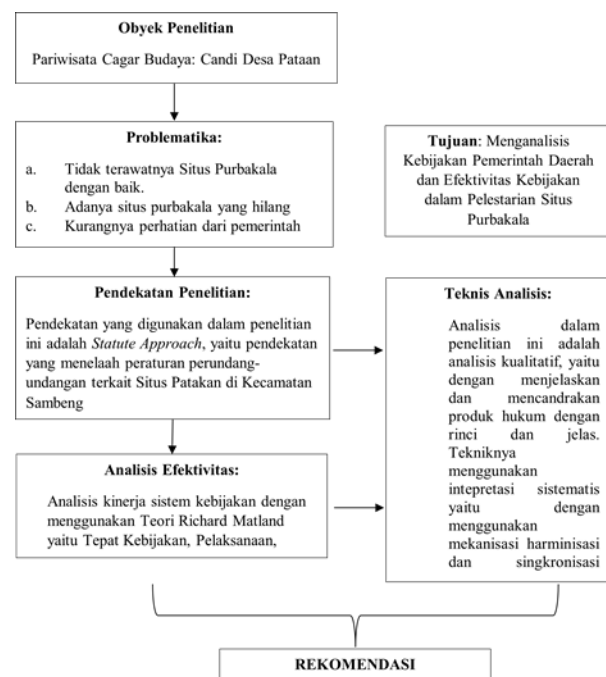 Obyek Penelitian
Pariwisata Cagar Budaya: Candi Desa Pataan
Problematika:
a. Tidak terawatnya Situs Purbakala
dengan baik.
b. Adanya situs purbakala yang hilang
c. Kurangnya perhatian dari pemerintah
Tujuan: Menganalisis
Kebijakan Pemerintah Daerah
dan Efektivitas Kebijakan
dalam Pelestarian Situs
Purbakala
Pendekatan Penelitian:
Pendekatan yang digunakan dalam penelitian
ini adalah Statute Approach, yaitu pendekatan
yang menelaah peraturan perundang-
undangan terkait Situs Patakan di Kecamatan
Sambeng
Teknis Analisis:
Analisis dalam
penelitian ini adalah
analisis kualitatif, yaitu
dengan menjelaskan
dan mencandrakan
produk hukum dengan
rinci dan jelas.
Tekniknya
menggunakan
intepretasi sistematis
yaitu dengan
menggunakan
mekanisasi harminisasi
dan singkronisasi
Analisis Efektivitas:
Analisis kinerja sistem kebijakan dengan
menggunakan Teori Richard Matland
yaitu Tepat Kebijakan, Pelaksanaan,
REKOMENDASI